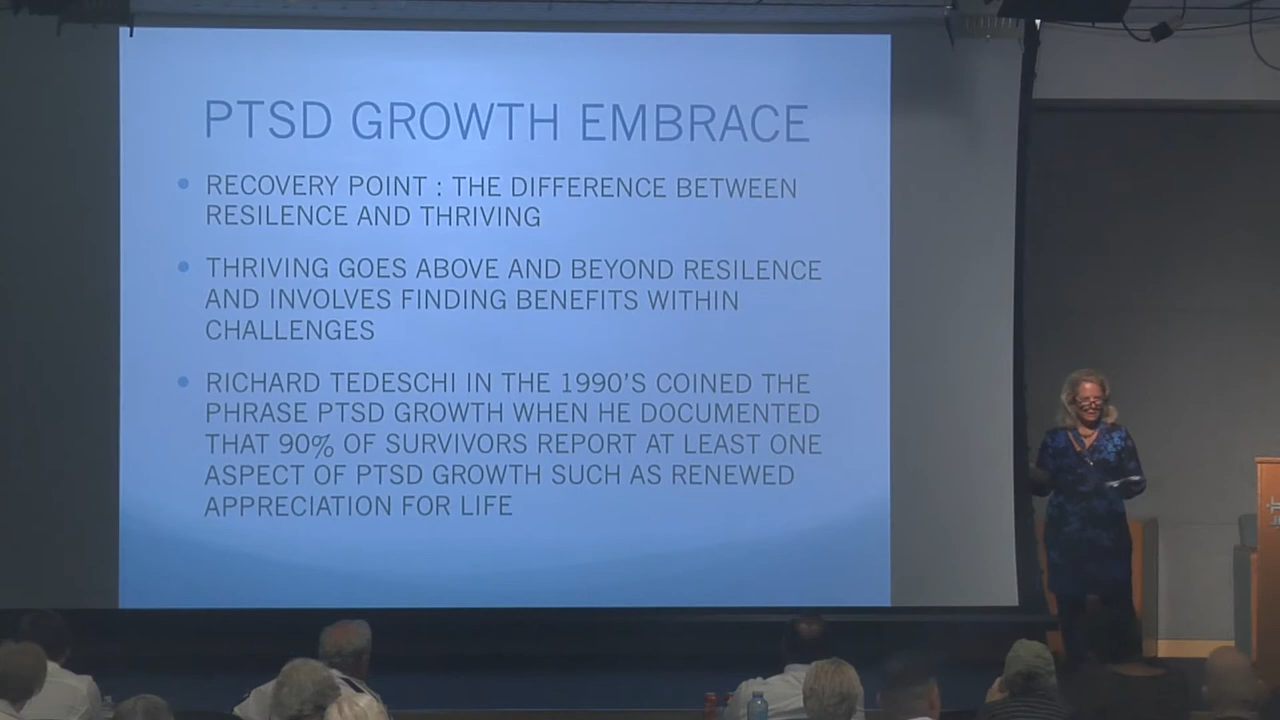 PTSD GROWTH EMBRACE
RECOVERY POINT : THE DIFFERENCE BETWEEN
RESILENCE AND THRIVING
THRIVING GOES ABOVE AND BEYOND RESILENCE
AND INVOLVES FINDING BENEFITS WITHIN
CHALLENGES
RICHARD TEDESCHI IN THE 1990'S COINED THE
PHRASE PTSD GROWTH WHEN HE DOCUMENTED
THAT 90% OF SURVIVORS REPORT AT LEAST ONE
ASPECT OF PTSD GROWTH SUCH AS RENEWED
APPRECIATION FOR LIFE